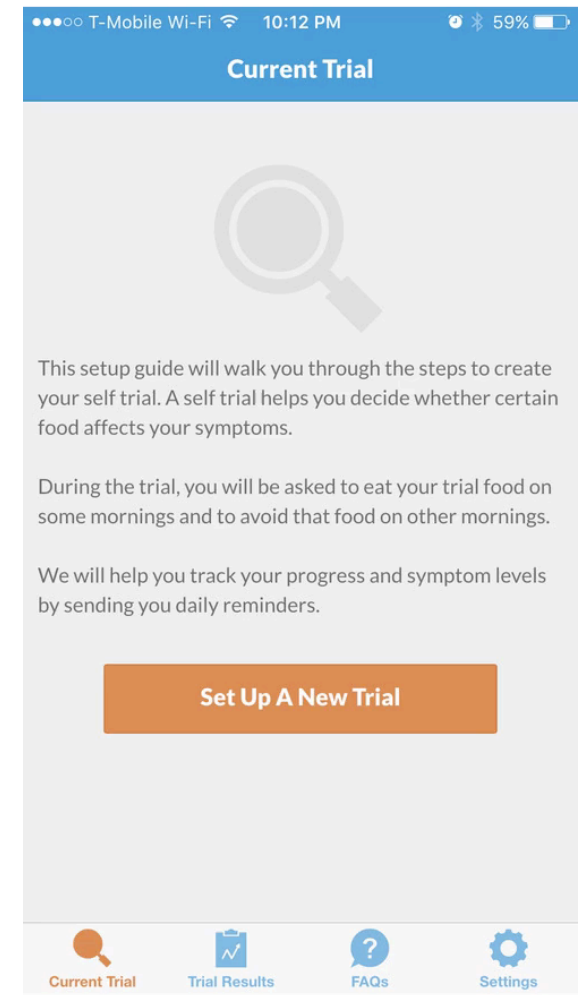 T-Mobile Wi-Fi 10:12 PM 59%
Current Trial
This setup guide will walk you through the steps to create
your self trial. A self trial helps you decide whether certain
food affects your symptoms.
During the trial, you will be asked to eat your trial food on
some mornings and to avoid that food on other mornings.
We will help you track your progress and symptom levels
by sending you daily reminders.
Set Up A New Trial
Current Trial Trial Results FAQs Settings